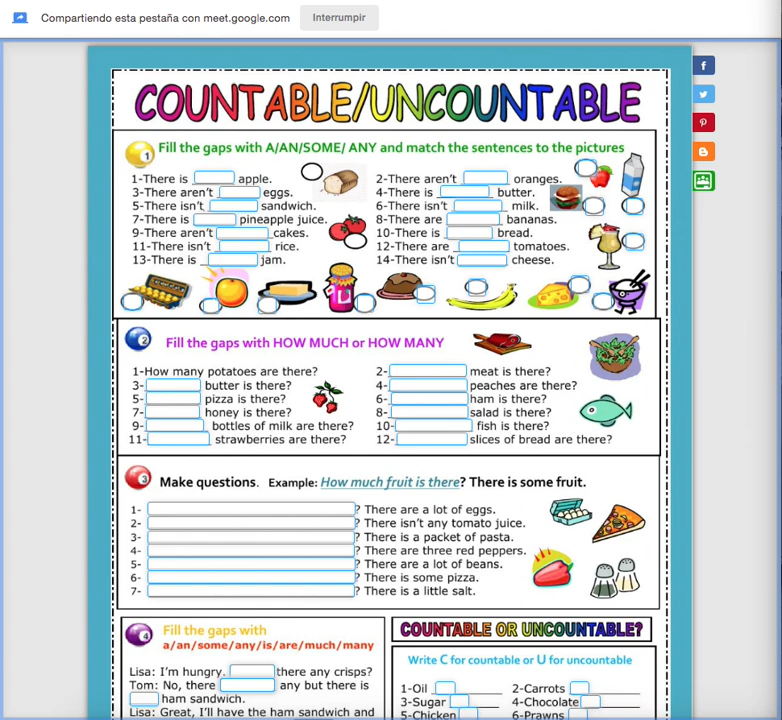 Compartiendo esta pestaña con meet.google.com Interrumpir
COUNTABLE/UNCOUNTABLE
1 Fill the gaps with A/AN/SOME/ ANY and match the sentences to the pictures
1-There is apple. 2-There aren't oranges.
3-There aren't eggs. 4-There is butter.
5-There isn't sandwich. 6-There isn't milk.
7-There is pineapple juice. 8-There are bananas.
9-There aren't cakes. 10-There is bread.
11-There isn't rice. 12-There are tomatoes.
13-There is jam. 14-There isn't cheese.
2 Fill the gaps with HOW MUCH or HOW MANY
1-How many potatoes are there? 2- meat is there?
3- butter is there? 4- peaches are there?
5- pizza is there? 6- ham is there?
7- honey is there? 8- salad is there?
9- bottles of milk are there? 10- fish is there?
11- strawberries are there? 12- slices of bread are there?
3 Make questions. Example: How much fruit is there? There is some fruit.
1- ? There are a lot of eggs.
2- ? There isn't any tomato juice.
3- ? There is a packet of pasta.
4- ? There are three red peppers.
5- ? There are a lot of beans.
6- ? There is some pizza.
7- ? There is a little salt.
4 Fill the gaps with
a/an/some/any/is/are/much/many
Lisa: I'm hungry. there any crisps?
Tom: No, there any but there is
ham sandwich.
Lisa: Great, I'll have the ham sandwich and
COUNTABLE OR UNCOUNTABLE?
Write C for countable or U for uncountable
1-Oil 2-Carrots
3-Sugar 4-Chocolate
5-Chicken 6-Prawns